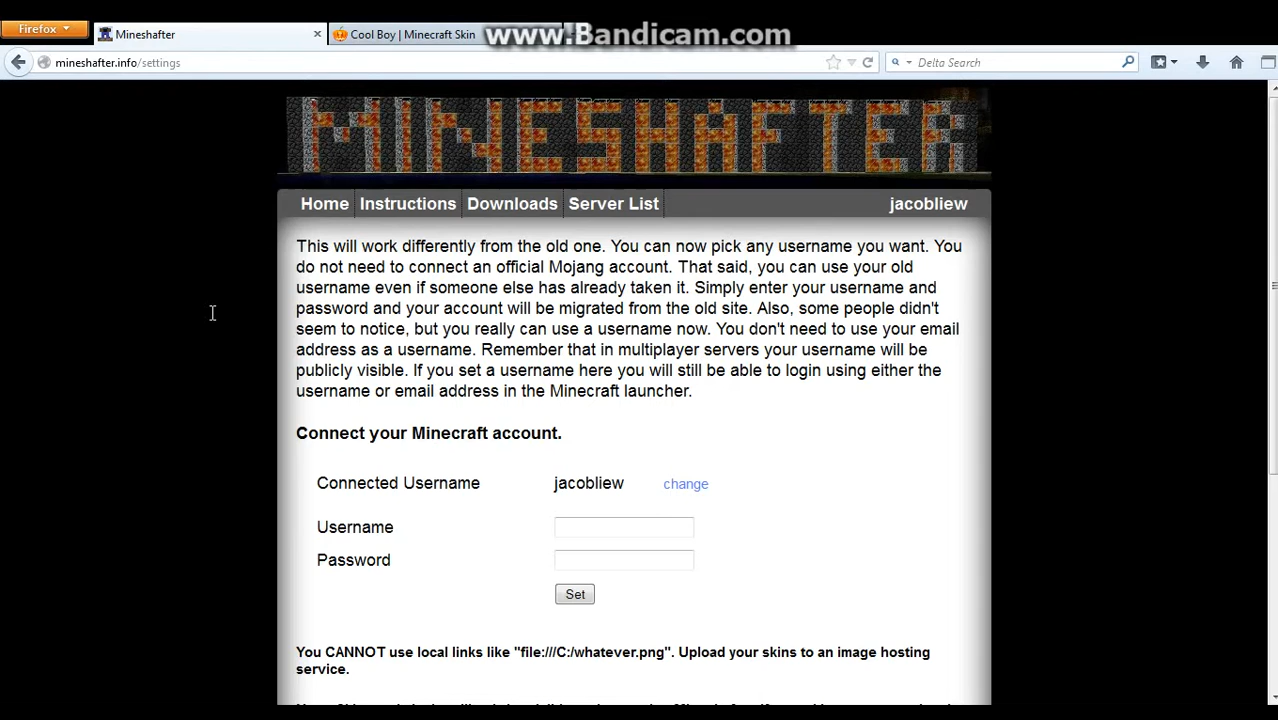 www.Bandicam.com
Firefox
Mineshafter
Cool Boy | Minecraft Skin
mineshafter.info/settings
Delta Search
MINESHAFTER
Home Instructions Downloads Server List jacobliew
This will work differently from the old one. You can now pick any username you want. You
do not need to connect an official Mojang account. That said, you can use your old
username even if someone else has already taken it. Simply enter your username and
password and your account will be migrated from the old site. Also, some people didn't
seem to notice, but you really can use a username now. You don't need to use your email
address as a username. Remember that in multiplayer servers your username will be
publicly visible. If you set a username here you will still be able to login using either the
username or email address in the Minecraft launcher.
Connect your Minecraft account.
Connected Username jacobliew change
Username
Password
Set
You CANNOT use local links like "file:///C:/whatever.png". Upload your skins to an image hosting
service.